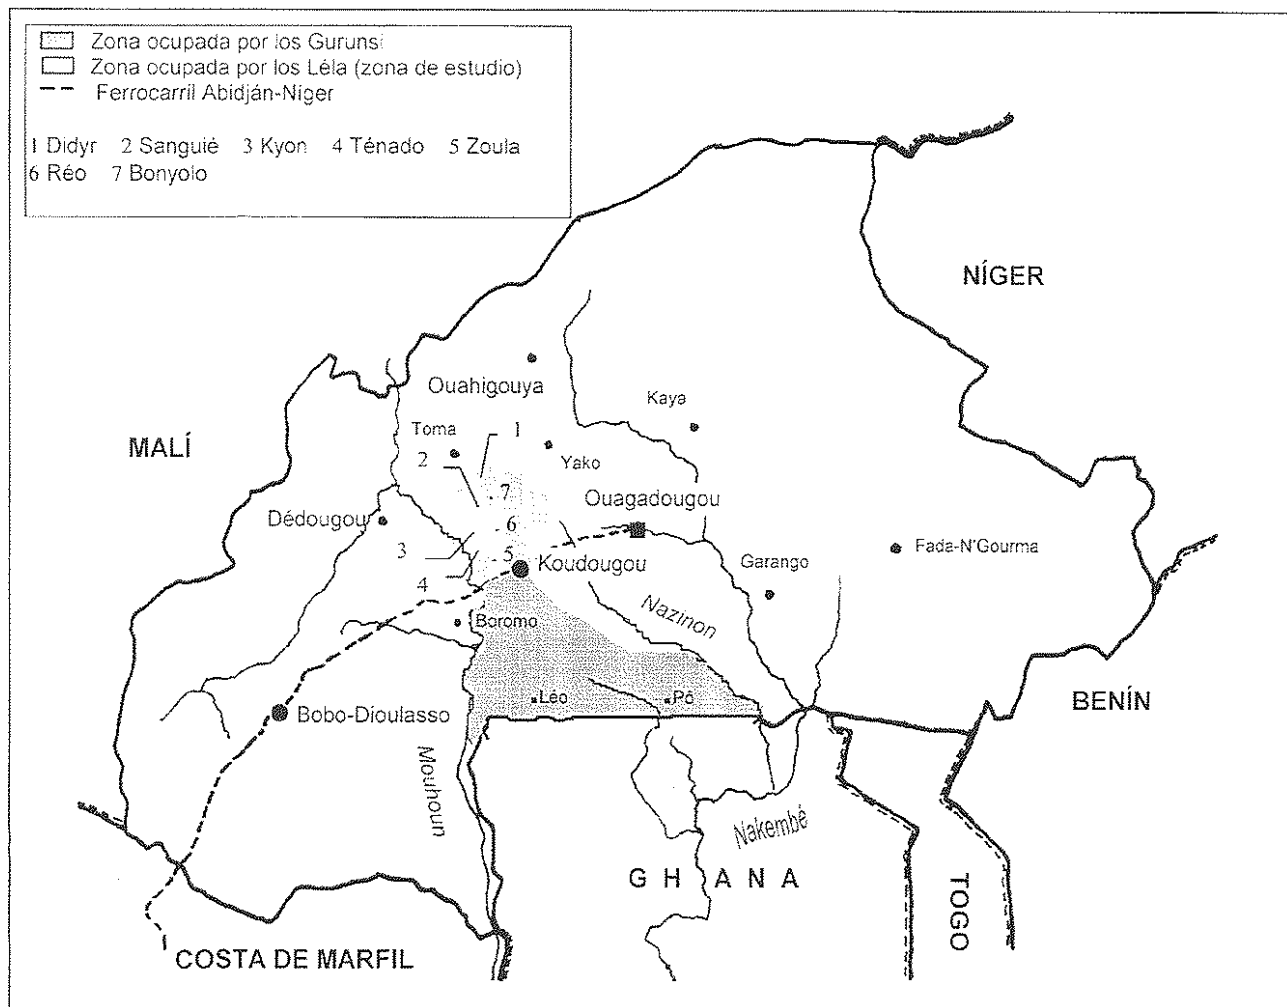 Zona ocupada por los Gurunsi
Zona ocupada por los Léla (zona de estudio)
Ferrocarril Abidján-Níger
1 Didyr 2 Sanguié 3 Kyon 4 Ténado 5 Zoula
6 Réo 7 Bonyolo
NÍGER
Ouahigouya
Kaya
MALÍ
Toma
1
2
Yako
7
Ouagadougou
Dédougou
6
3
5
Koudougou
Fada-N'Gourma
4
Garango
Nazinon
Boromo
Léo
Pô
BENÍN
Bobo-Dioulasso
Mouhoun
Nakembé
GHANA
TOGO
COSTA DE MARFIL